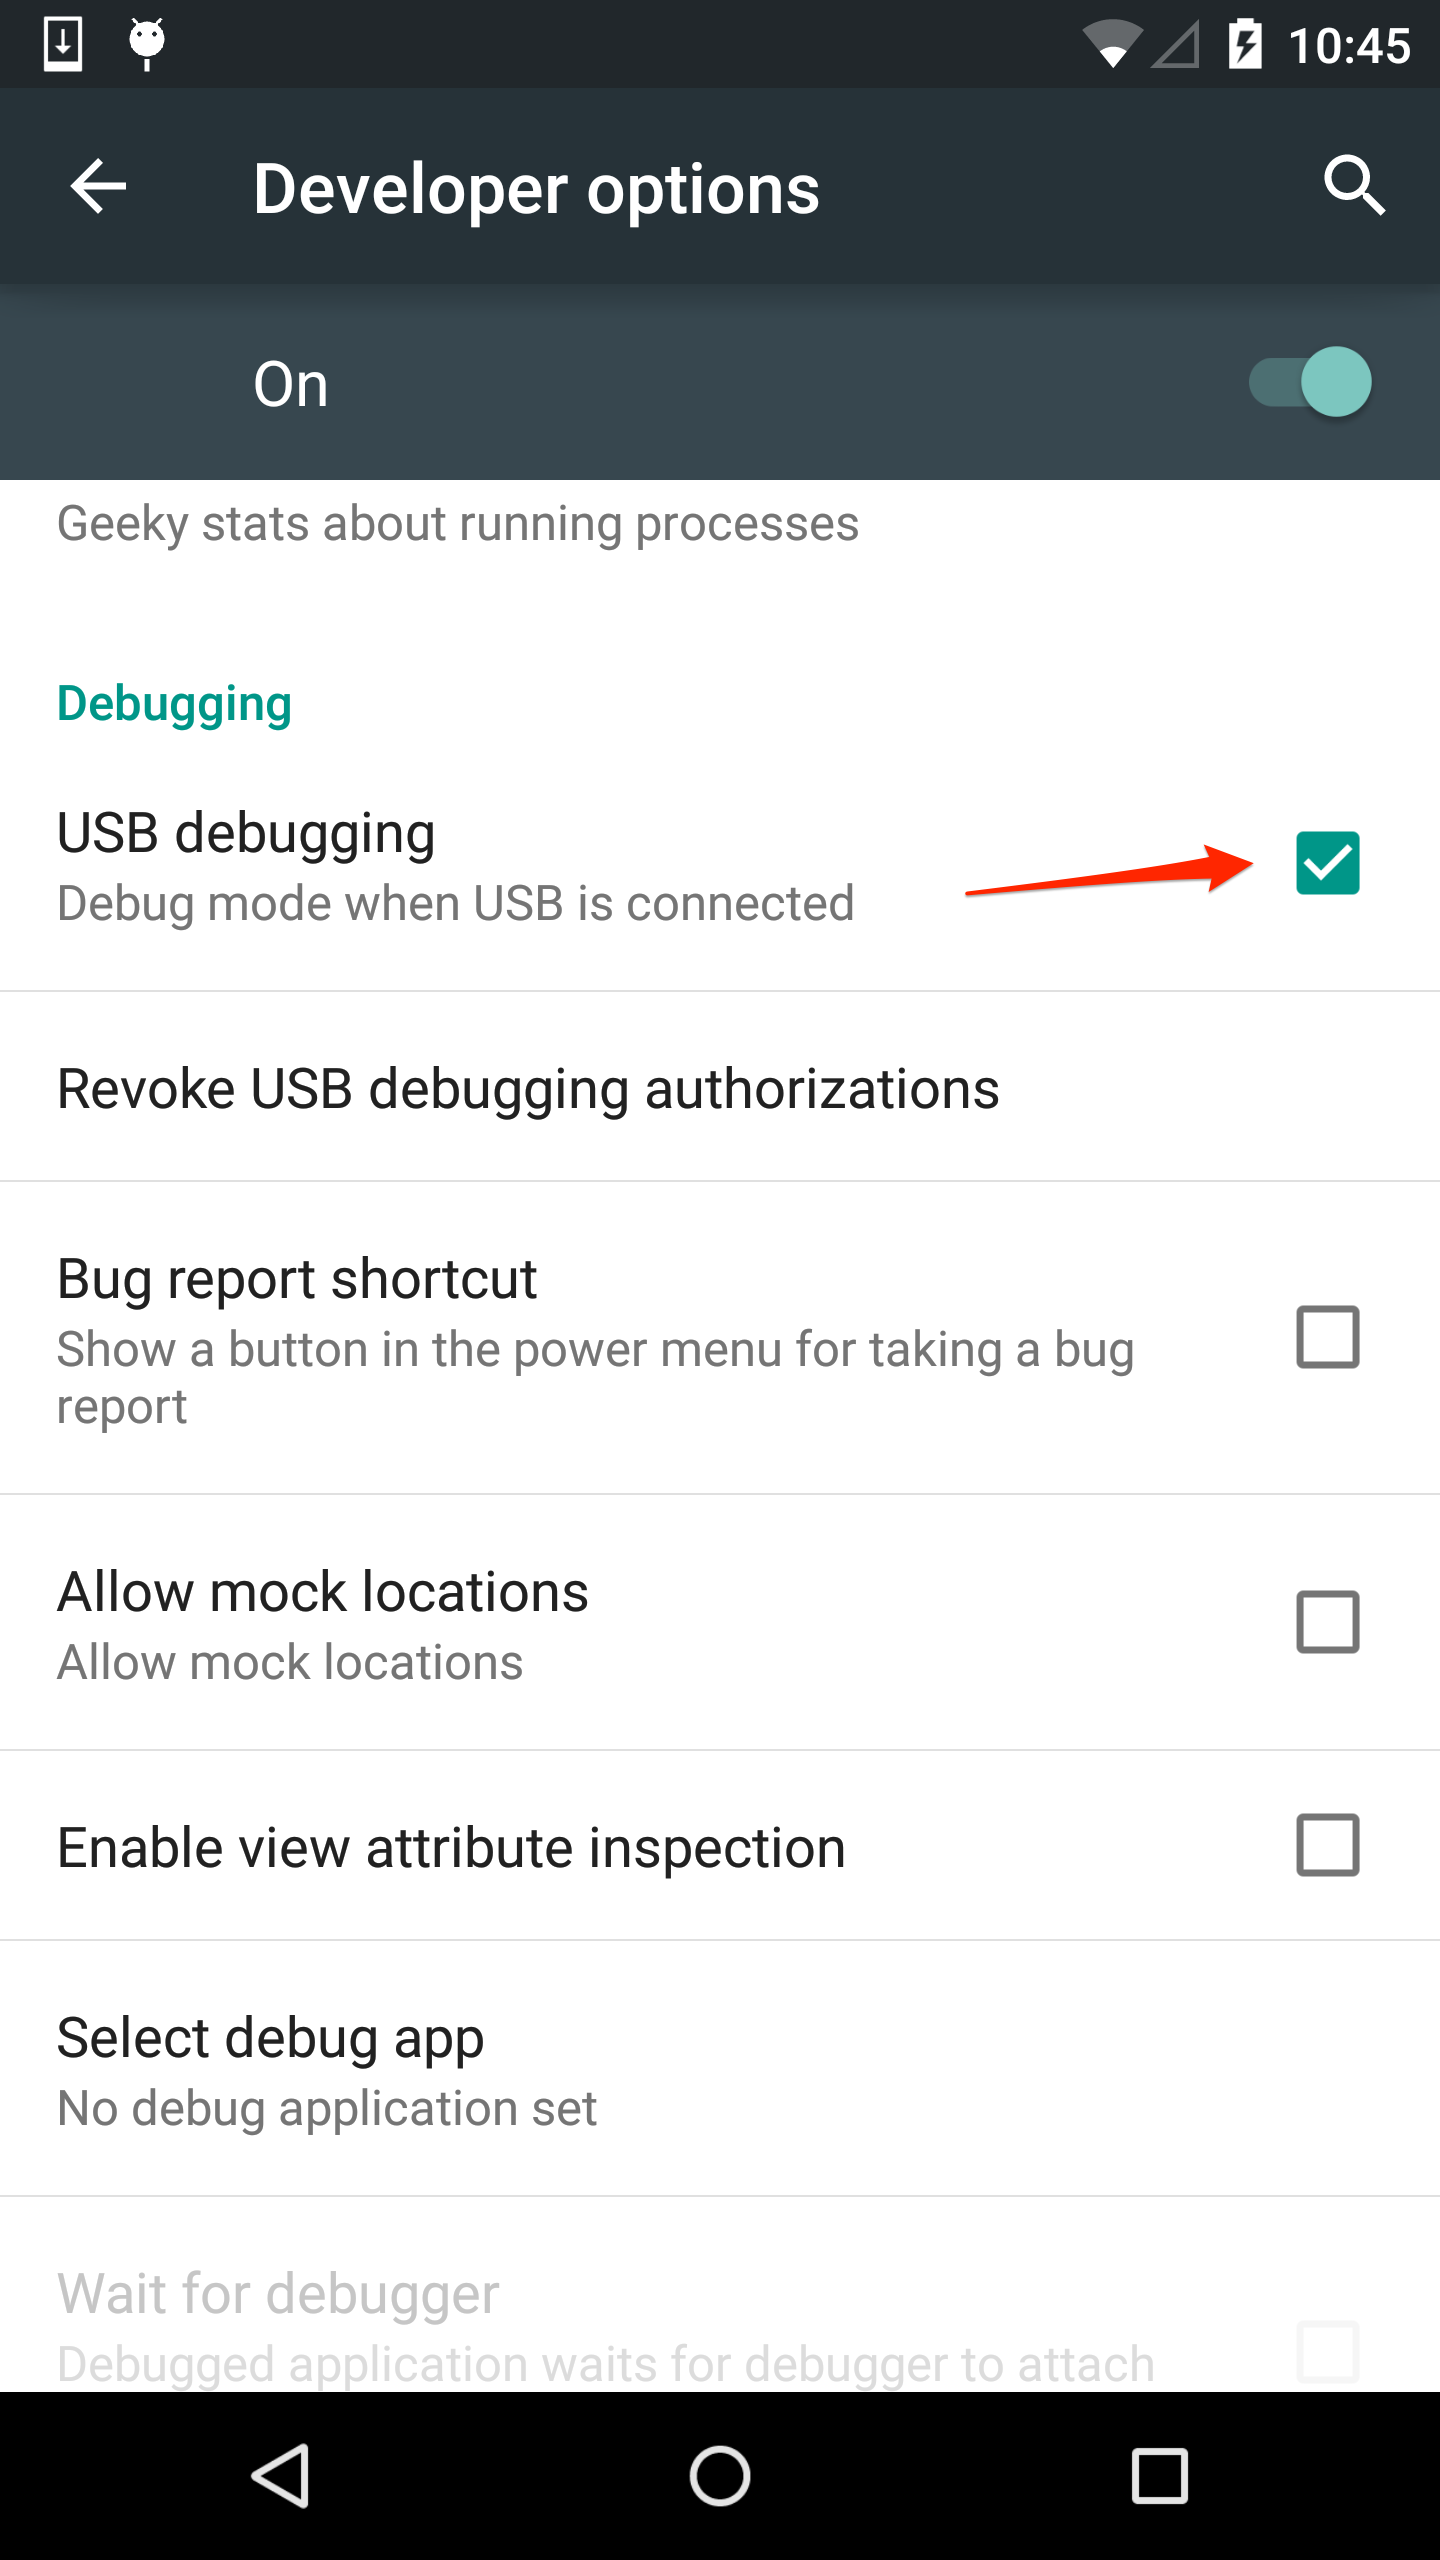 10:45
Developer options
On
Geeky stats about running processes
Debugging
USB debugging
Debug mode when USB is connected
Revoke USB debugging authorizations
Bug report shortcut
Show a button in the power menu for taking a bug
report
Allow mock locations
Allow mock locations
Enable view attribute inspection
Select debug app
No debug application set
Wait for debugger
Debugged application waits for debugger to attach